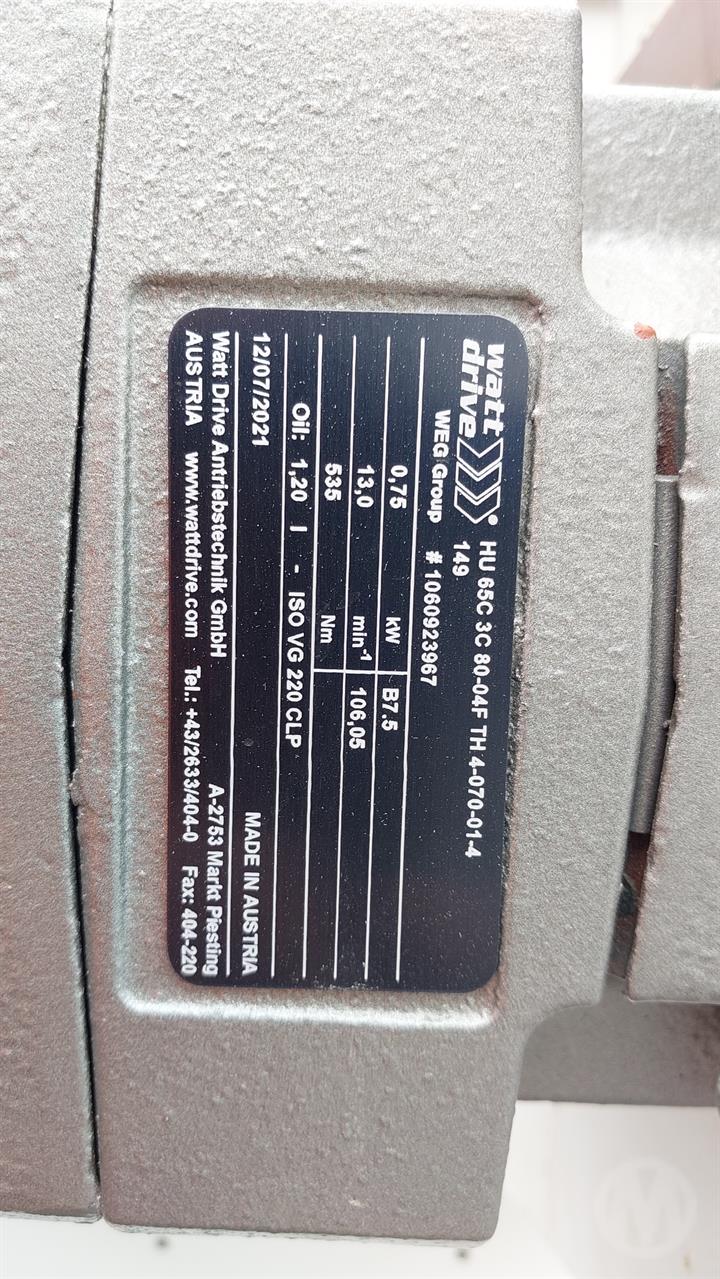 watt
drive
HU 65C 3C 80-04F TH 4-070-01-4
149
WEG Group # 1060923967
0,75 kW B7.5
13,0 min-1 106,05
535 Nm
Oil: 1,20 l - ISO VG 220 CLP
12/07/2021 MADE IN AUSTRIA
Watt Drive Antriebstechnik GmbH A-2753 Markt Piesting
AUSTRIA www.wattdrive.com Tel.: +43/2633/404-0 Fax: 404-220
M